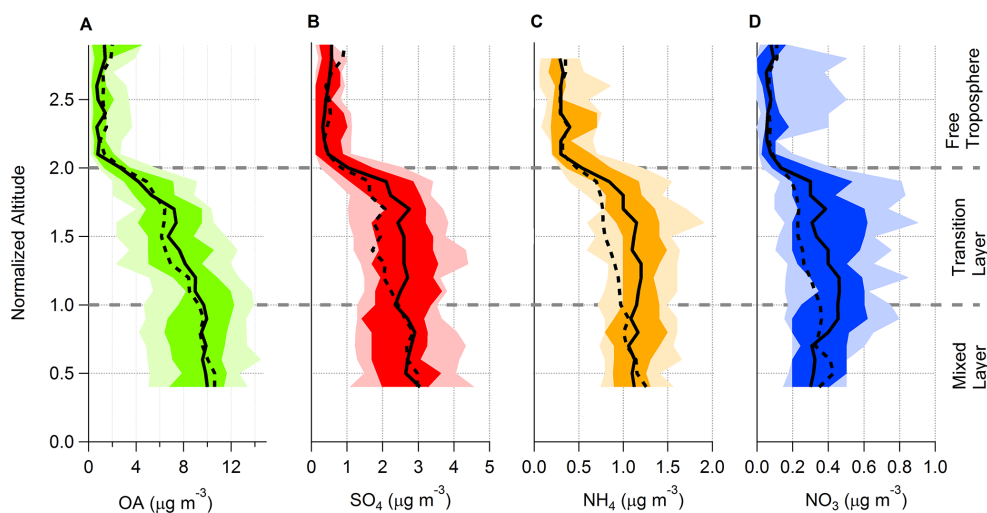 A
B
C
D
Normalized Altitude
2.5
2.0
1.5
1.0
0.5
0.0
0 4 8 12
0 1 2 3 4 5
0.0 0.5 1.0 1.5 2.0
0.0 0.2 0.4 0.6 0.8 1.0
OA (μg m⁻³)
SO₄ (μg m⁻³)
NH₄ (μg m⁻³)
NO₃ (μg m⁻³)
Free
Troposphere
Transition
Layer
Mixed
Layer